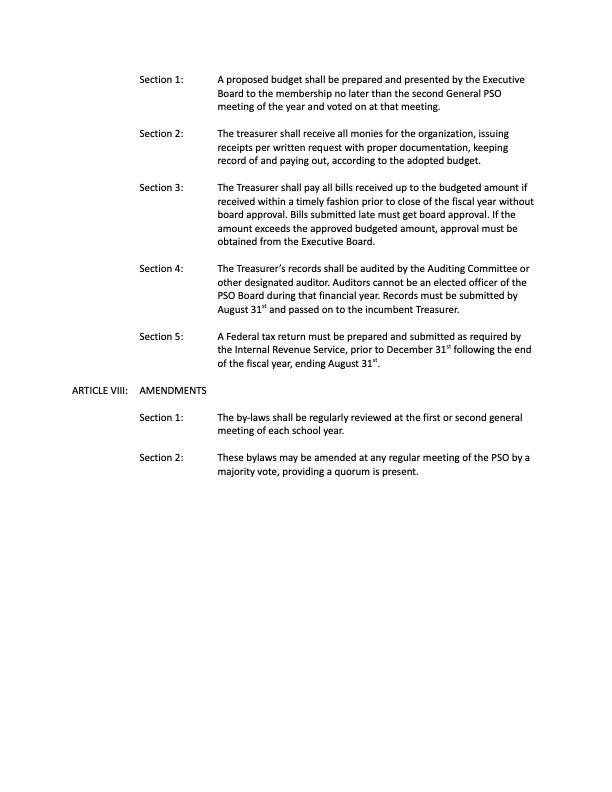 Section 1: A proposed budget shall be prepared and presented by the Executive
Board to the membership no later than the second General PSO
meeting of the year and voted on at that meeting.
Section 2: The treasurer shall receive all monies for the organization, issuing
receipts per written request with proper documentation, keeping
record of and paying out, according to the adopted budget.
Section 3: The Treasurer shall pay all bills received up to the budgeted amount if
received within a timely fashion prior to close of the fiscal year without
board approval. Bills submitted late must get board approval. If the
amount exceeds the approved budgeted amount, approval must be
obtained from the Executive Board.
Section 4: The Treasurer’s records shall be audited by the Auditing Committee or
other designated auditor. Auditors cannot be an elected officer of the
PSO Board during that financial year. Records must be submitted by
August 31st and passed on to the incumbent Treasurer.
Section 5: A Federal tax return must be prepared and submitted as required by
the Internal Revenue Service, prior to December 31st following the end
of the fiscal year, ending August 31st.
ARTICLE VIII: AMENDMENTS
Section 1: The by-laws shall be regularly reviewed at the first or second general
meeting of each school year.
Section 2: These bylaws may be amended at any regular meeting of the PSO by a
majority vote, providing a quorum is present.